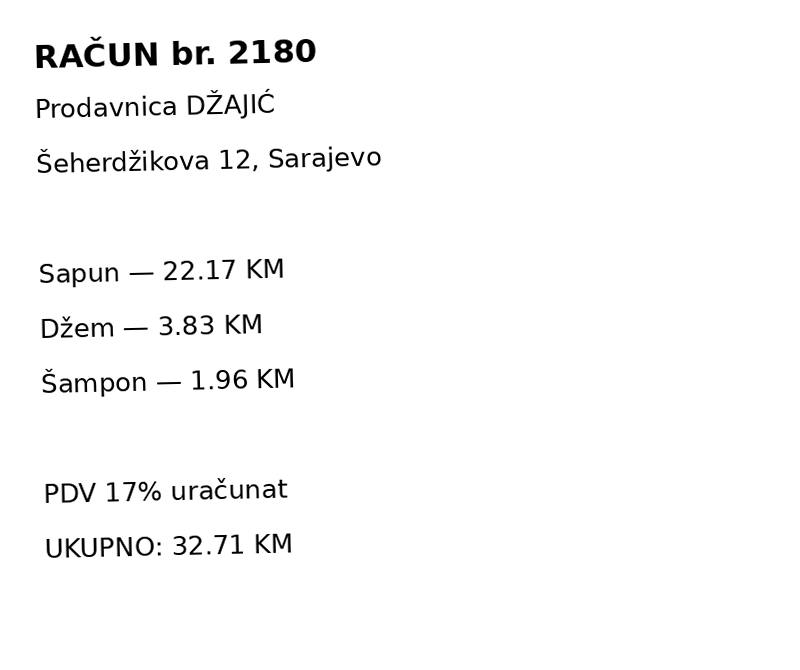 RAČUN br. 2180
Prodavnica DŽAJIĆ
Šeherdžikova 12, Sarajevo
Sapun — 22.17 KM
Džem — 3.83 KM
Šampon — 1.96 KM
PDV 17% uračunat
UKUPNO: 32.71 KM